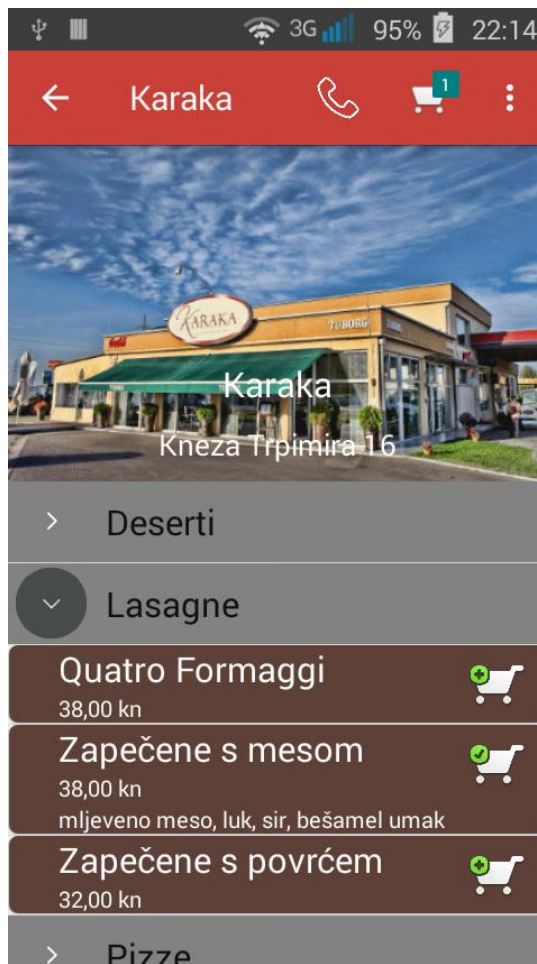 3G 95% 22:14
Karaka 1
KARAKA
TUBORG
Karaka
Kneza Trpimira 16
Deserti
Lasagne
Quatro Formaggi
38,00 kn
Zapečene s mesom
38,00 kn
mljeveno meso, luk, sir, bešamel umak
Zapečene s povrćem
32,00 kn
Pizze